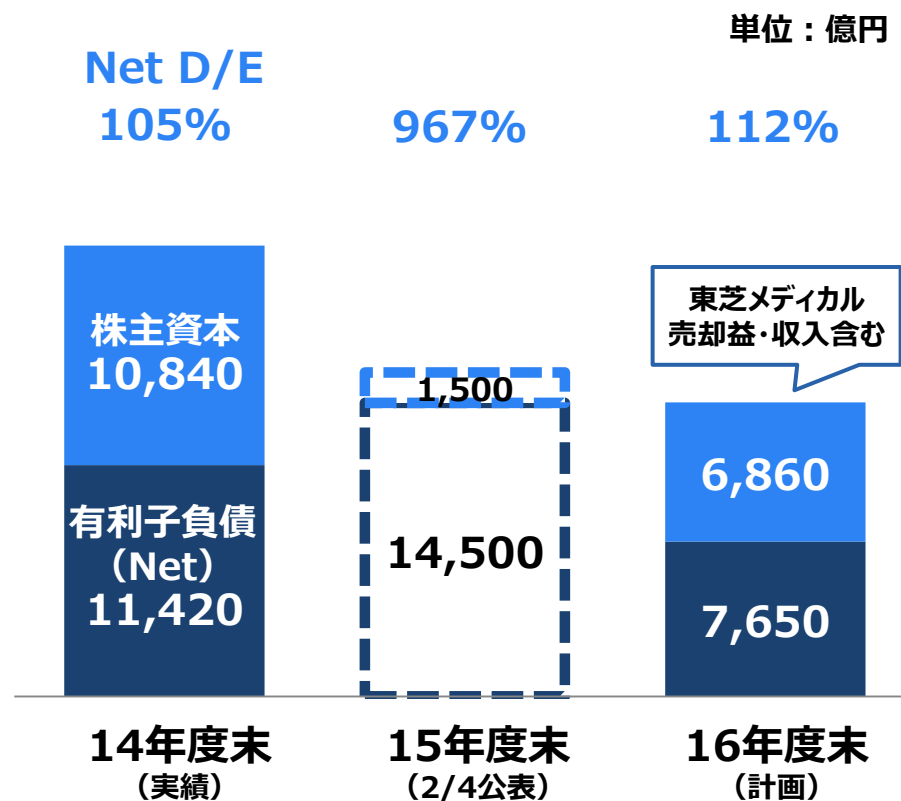 単位：億円
Net D/E
105%
967%
112%
株主資本
10,840
有利子負債
（Net）
11,420
1,500
14,500
東芝メディカル
売却益・収入含む
6,860
7,650
14年度末
（実績）
15年度末
（2/4公表）
16年度末
（計画）